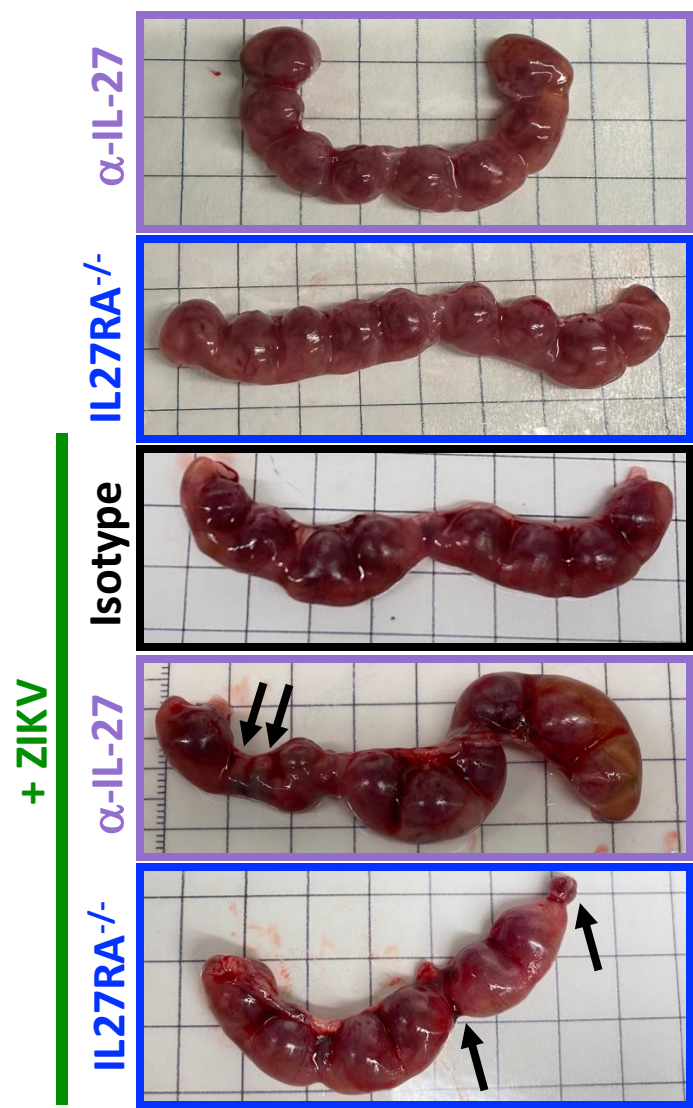 α-IL-27
IL27RA-/-
+ ZIKV
Isotype
α-IL-27
IL27RA-/-